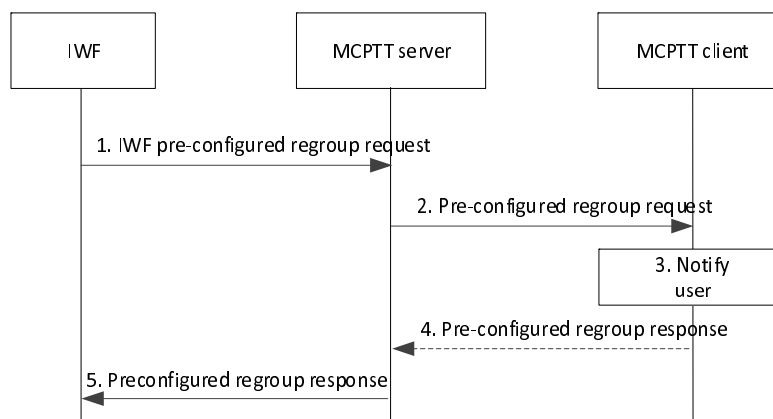 IWF
MCPTT server
MCPTT client
1. IWF pre-configured regroup request
2. Pre-configured regroup request
3. Notify
user
4. Pre-configured regroup response
5. Preconfigured regroup response